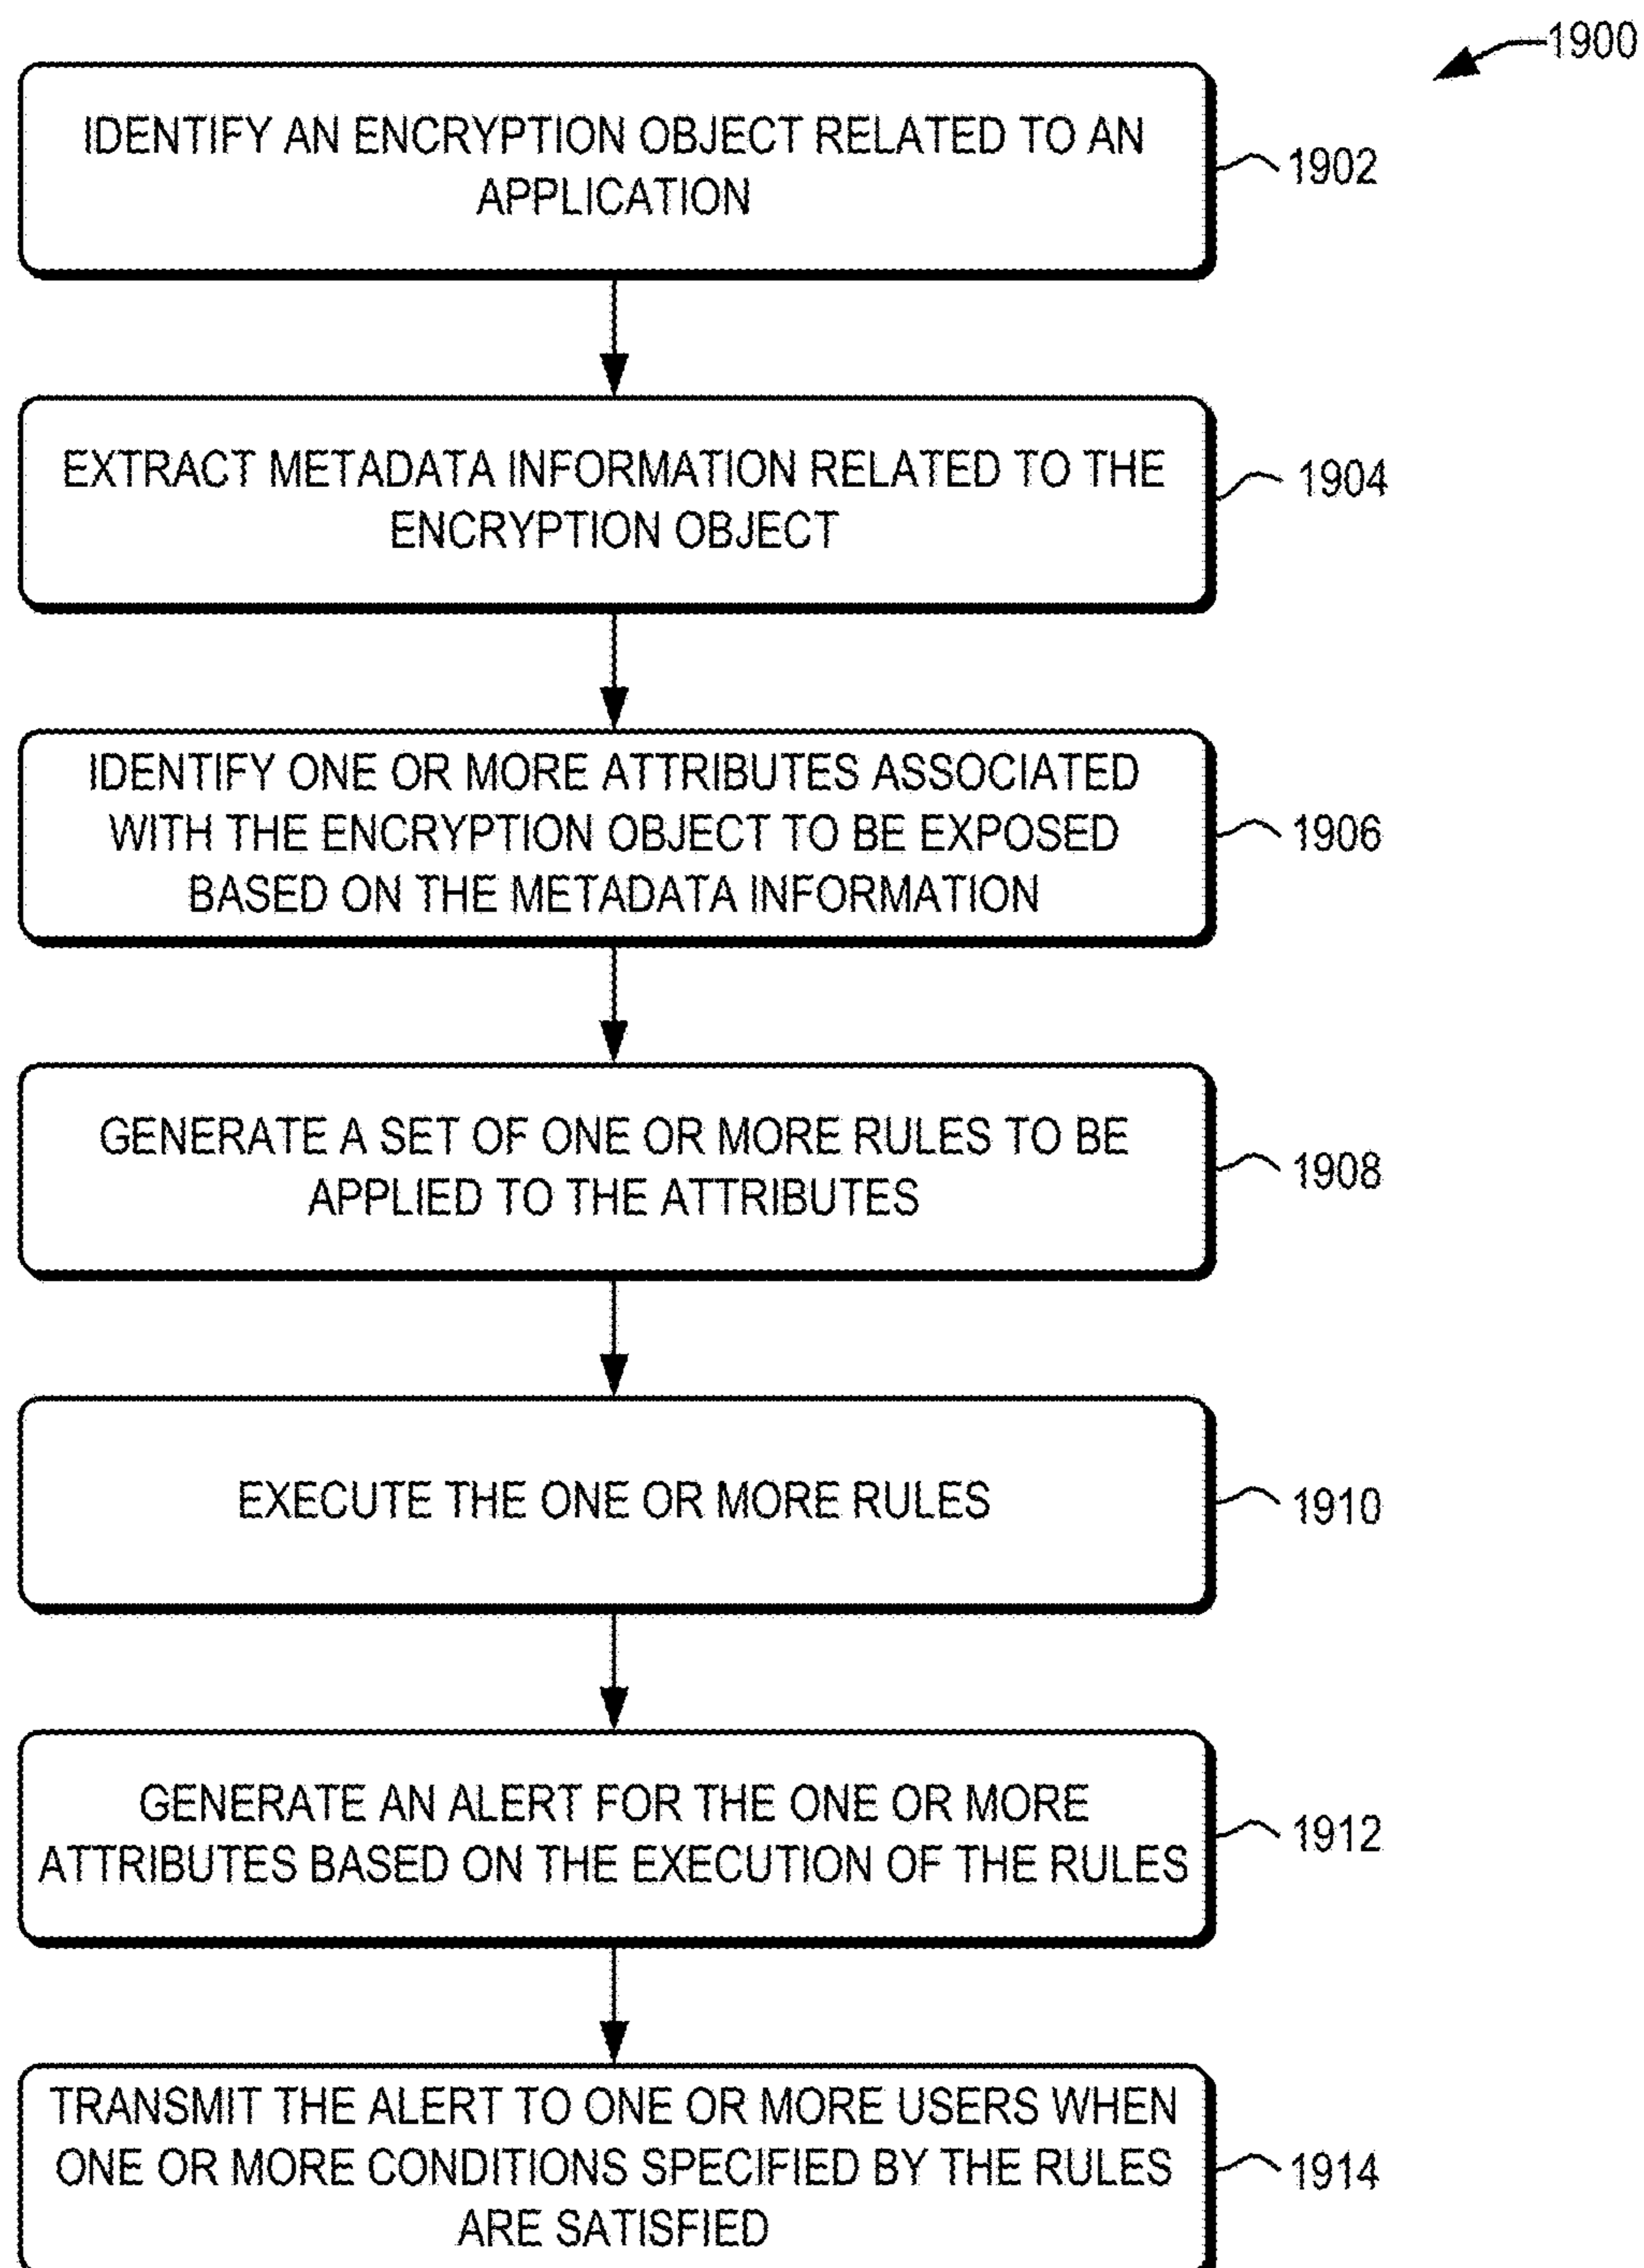 1900
IDENTIFY AN ENCRYPTION OBJECT RELATED TO AN
APPLICATION
1902
EXTRACT METADATA INFORMATION RELATED TO THE
ENCRYPTION OBJECT
1904
IDENTIFY ONE OR MORE ATTRIBUTES ASSOCIATED
WITH THE ENCRYPTION OBJECT TO BE EXPOSED
BASED ON THE METADATA INFORMATION
1906
GENERATE A SET OF ONE OR MORE RULES TO BE
APPLIED TO THE ATTRIBUTES
1908
EXECUTE THE ONE OR MORE RULES
1910
GENERATE AN ALERT FOR THE ONE OR MORE
ATTRIBUTES BASED ON THE EXECUTION OF THE RULES
1912
TRANSMIT THE ALERT TO ONE OR MORE USERS WHEN
ONE OR MORE CONDITIONS SPECIFIED BY THE RULES
ARE SATISFIED
1914